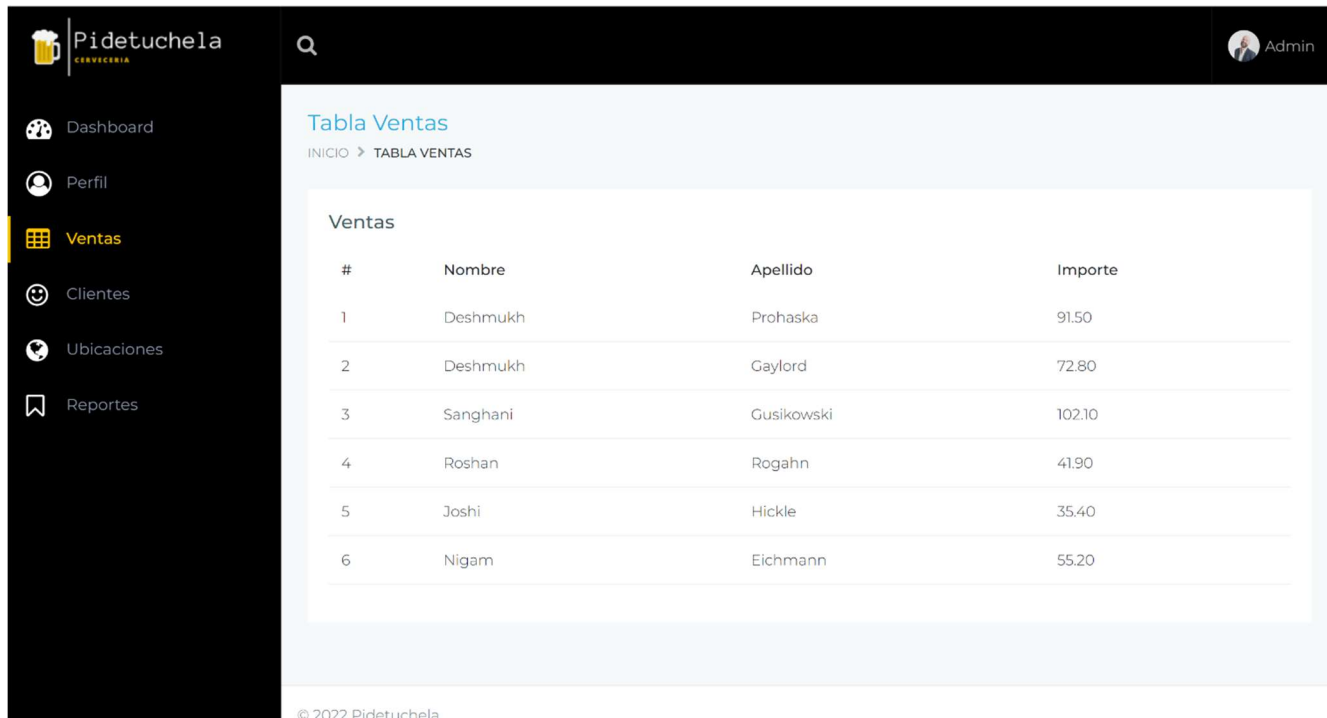 Pidetuchela
CERVECERIA
Admin
Dashboard
Perfil
Ventas
Clientes
Ubicaciones
Reportes
Tabla Ventas
INICIO > TABLA VENTAS
Ventas
# Nombre Apellido Importe
1 Deshmukh Prohaska 91.50
2 Deshmukh Gaylord 72.80
3 Sanghani Gusikowski 102.10
4 Roshan Rogahn 41.90
5 Joshi Hickle 35.40
6 Nigam Eichmann 55.20
© 2022 Pidetuchela